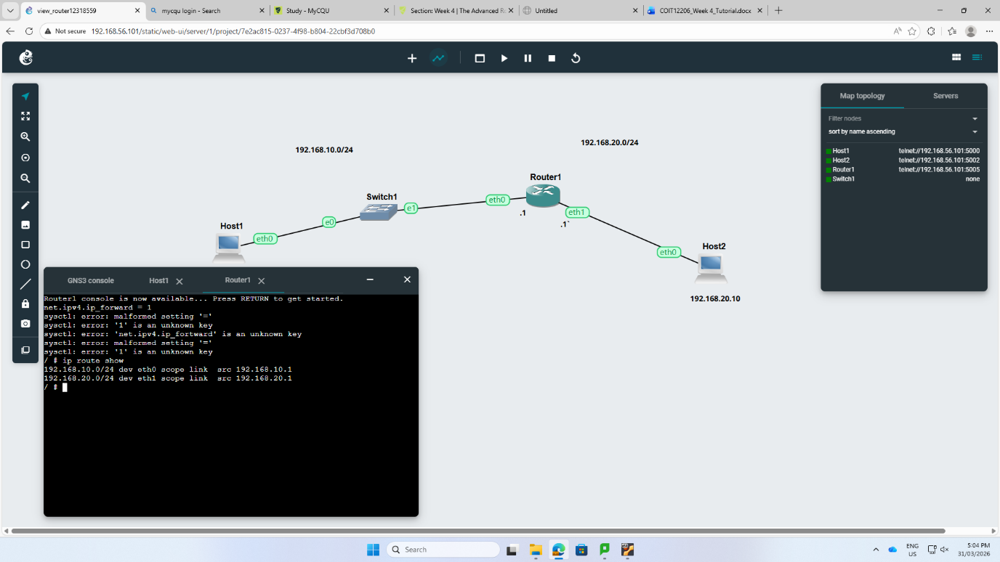 view_router12318559
mycqu login - Search
Study - MyCQU
Section: Week 4 | The Advanced Ro
Untitled
COIT12206_Week 4_Tutorial.docx
Not secure
192.168.56.101/static/web-ui/server/1/project/7e2ac815-0237-4f98-b804-22cbf3d708b0
Map topology
Servers
Filter nodes
sort by name ascending
Host1 telnet://192.168.56.101:5000
Host2 telnet://192.168.56.101:5002
Router1 telnet://192.168.56.101:5005
Switch1 none
192.168.10.0/24
192.168.20.0/24
Router1
Switch1
eth0
e1
.1
eth1
.1`
e0
Host1
eth0
Host2
eth0
192.168.20.10
GNS3 console
Host1
Router1
Router1 console is now available... Press RETURN to get started.
net.ipv4.ip_forward = 1
sysctl: error: malformed setting '='
sysctl: error: '1' is an unknown key
sysctl: error: 'net.ipv4.ip_fortward' is an unknown key
sysctl: error: malformed setting '='
sysctl: error: '1' is an unknown key
/ # ip route show
192.168.10.0/24 dev eth0 scope link  src 192.168.10.1
192.168.20.0/24 dev eth1 scope link  src 192.168.20.1
/ #
Search
ENG
US
5:04 PM
31/03/2026